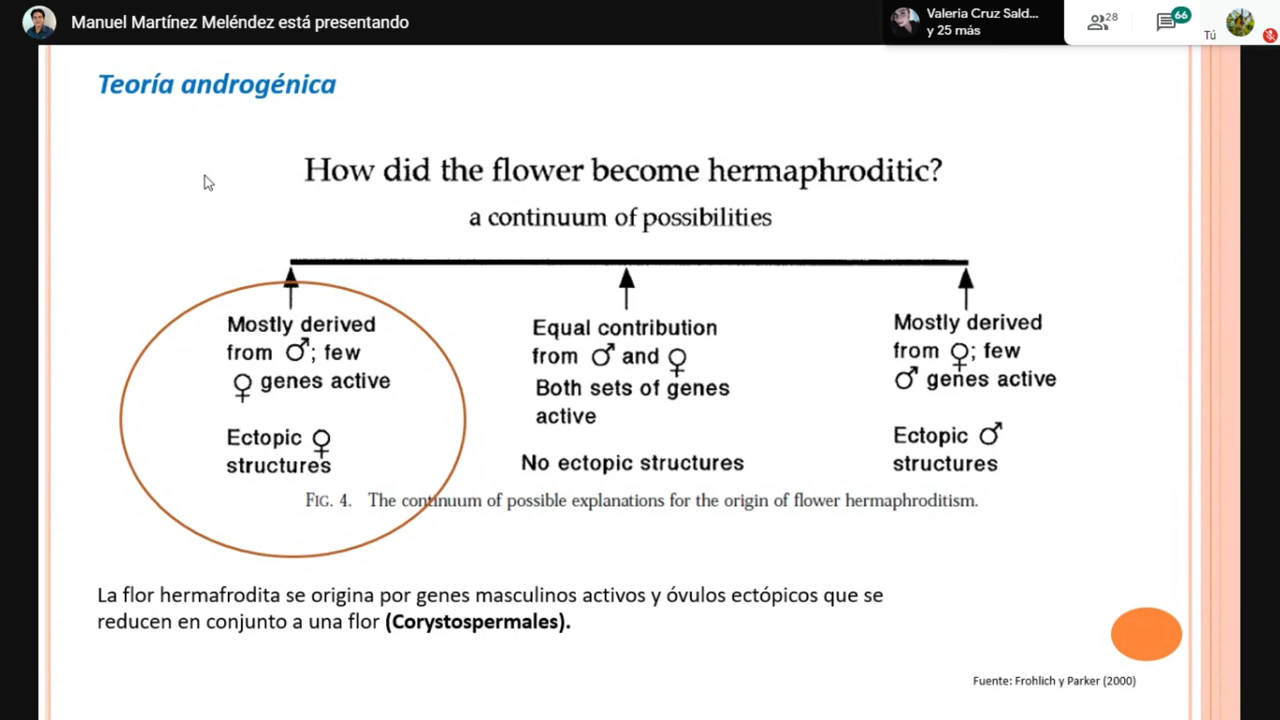 Manuel Martínez Meléndez está presentando
Valeria Cruz Sald...
y 25 más
28
66
Tú
Teoría androgénica
How did the flower become hermaphroditic?
a continuum of possibilities
Mostly derived
from ♂; few
♀ genes active
Ectopic ♀
structures
Equal contribution
from ♂ and ♀
Both sets of genes
active
No ectopic structures
Mostly derived
from ♀; few
♂ genes active
Ectopic ♂
structures
FIG. 4. The continuum of possible explanations for the origin of flower hermaphroditism.
La flor hermafrodita se origina por genes masculinos activos y óvulos ectópicos que se
reducen en conjunto a una flor (Corystospermales).
Fuente: Frohlich y Parker (2000)